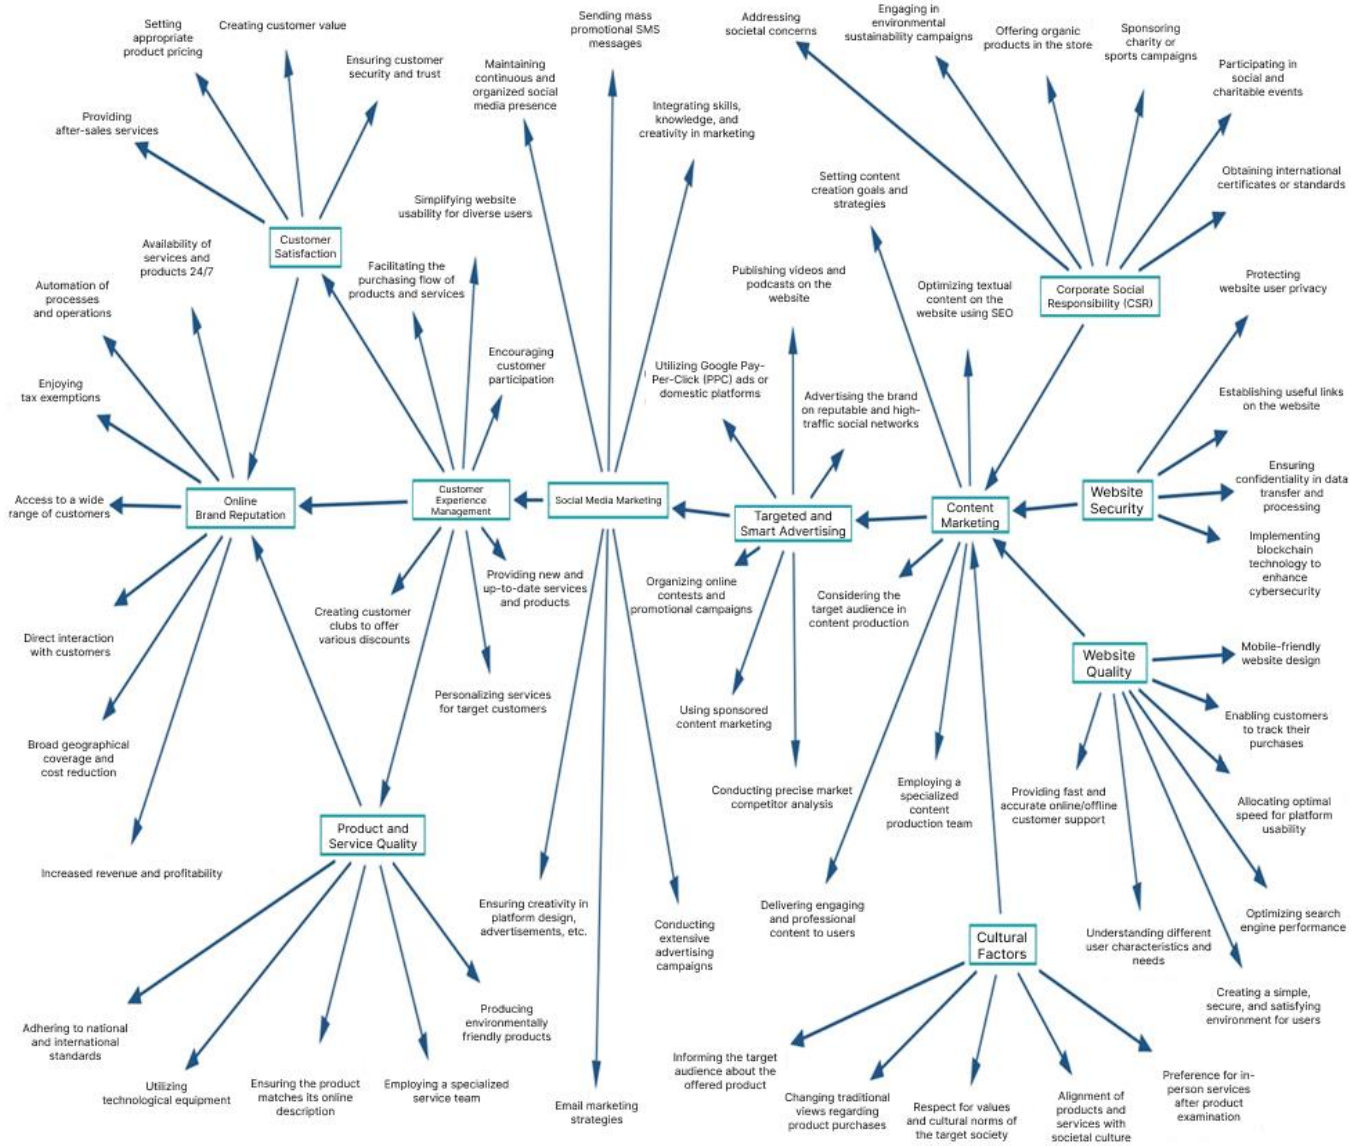 Setting
appropriate
product pricing
Creating customer value
Ensuring customer
security and trust
Providing
after-sales services
Customer
Satisfaction
Sending mass
promotional SMS
messages
Maintaining
continuous and
organized social
media presence
Integrating skills,
knowledge, and
creativity in marketing
Addressing
societal concerns
Engaging in
environmental
sustainability campaigns
Offering organic
products in the store
Sponsoring
charity or
sports campaigns
Participating in
social and
charitable events
Obtaining international
certificates or standards
Corporate Social
Responsibility (CSR)
Availability of
services and
products 24/7
Automation of
processes
and operations
Enjoying
tax exemptions
Access to a wide
range of customers
Online
Brand Reputation
Direct interaction
with customers
Broad geographical
coverage and
cost reduction
Increased revenue and profitability
Simplifying website
usability for diverse users
Facilitating the
purchasing flow of
products and services
Encouraging
customer
participation
Customer
Experience
Management
Creating customer
clubs to offer
various discounts
Providing new and
up-to-date services
and products
Personalizing services
for target customers
Social Media Marketing
Ensuring creativity in
platform design,
advertisements, etc.
Conducting
extensive
advertising
campaigns
Email marketing
strategies
Publishing videos and
podcasts on the
website
Utilizing Google Pay-
Per-Click (PPC) ads or
domestic platforms
Advertising the brand
on reputable and high-
traffic social networks
Targeted and
Smart Advertising
Organizing online
contests and
promotional campaigns
Using sponsored
content marketing
Conducting precise market
competitor analysis
Setting content
creation goals and
strategies
Optimizing textual
content on the
website using SEO
Content
Marketing
Considering the
target audience in
content production
Employing a
specialized
content
production team
Delivering engaging
and professional
content to users
Protecting
website user privacy
Establishing useful links
on the website
Website
Security
Ensuring
confidentiality in data
transfer and
processing
Implementing
blockchain
technology to
enhance
cybersecurity
Website
Quality
Mobile-friendly
website design
Enabling customers
to track their
purchases
Providing fast and
accurate online/offline
customer support
Allocating optimal
speed for platform
usability
Optimizing search
engine performance
Understanding different
user characteristics and
needs
Creating a simple,
secure, and satisfying
environment for users
Product and
Service Quality
Adhering to national
and international
standards
Utilizing
technological equipment
Ensuring the product
matches its online
description
Employing a specialized
service team
Producing
environmentally
friendly products
Cultural
Factors
Informing the target
audience about the
offered product
Changing traditional
views regarding
product purchases
Respect for values
and cultural norms of
the target society
Alignment of
products and
services with
societal culture
Preference for in-
person services
after product
examination